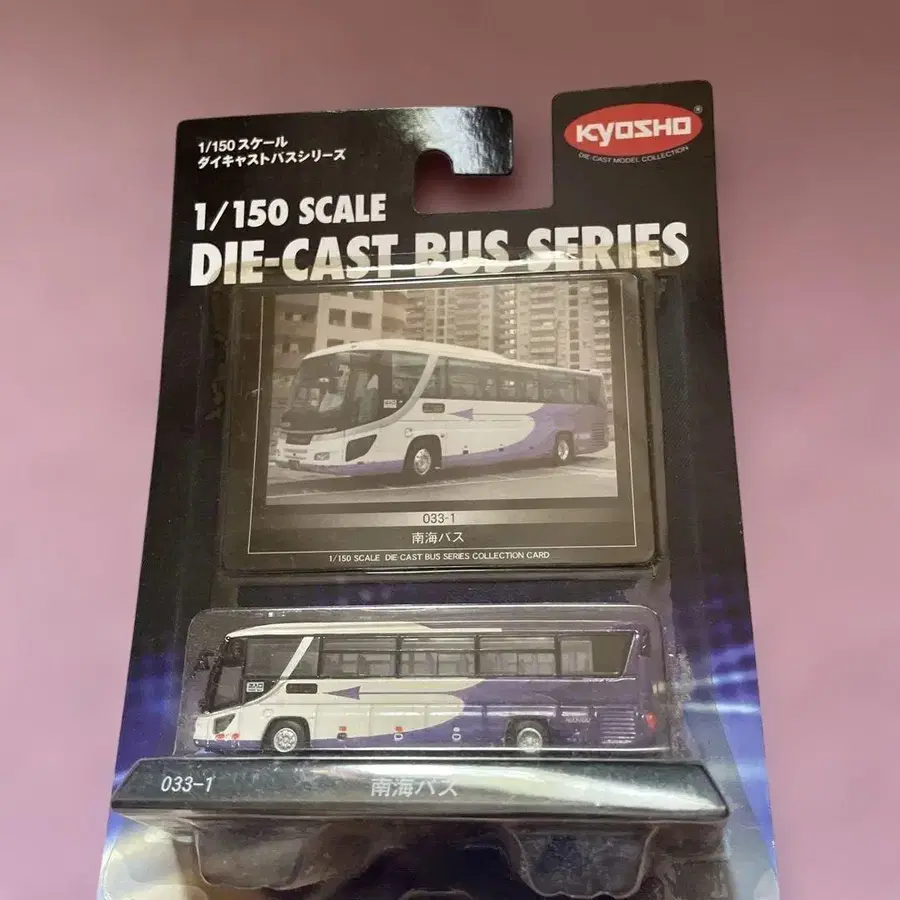 1/150 スケール
ダイキャストバスシリーズ
KYOSHO
®
DIE-CAST MODEL COLLECTION
1/150 SCALE
DIE-CAST BUS SERIES
033-1
南海バス
1/150 SCALE DIE CAST BUS SERIES COLLECTION CARD
033-1
南海バス